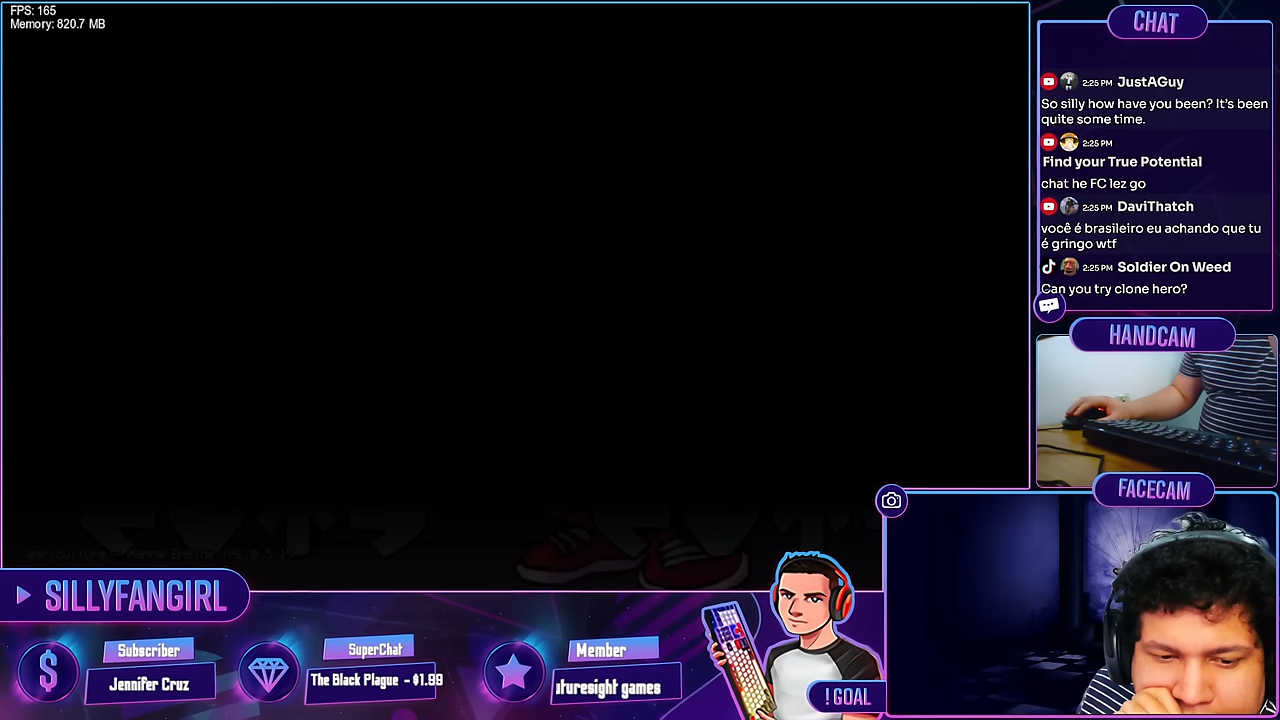 FPS: 165
Memory: 820.7 MB
CHAT
2:25 PM JustAGuy
So silly how have you been? It's been
quite some time.
2:25 PM
Find your True Potential
chat he FC lez go
2:25 PM DaviThatch
você é brasileiro eu achando que tu
é gringo wtf
2:25 PM Soldier On Weed
Can you try clone hero?
HANDCAM
FACECAM
SILLYFANGIRL
Subscriber
Jennifer Cruz
SuperChat
The Black Plague - $1.99
Member
turesight games
! GOAL